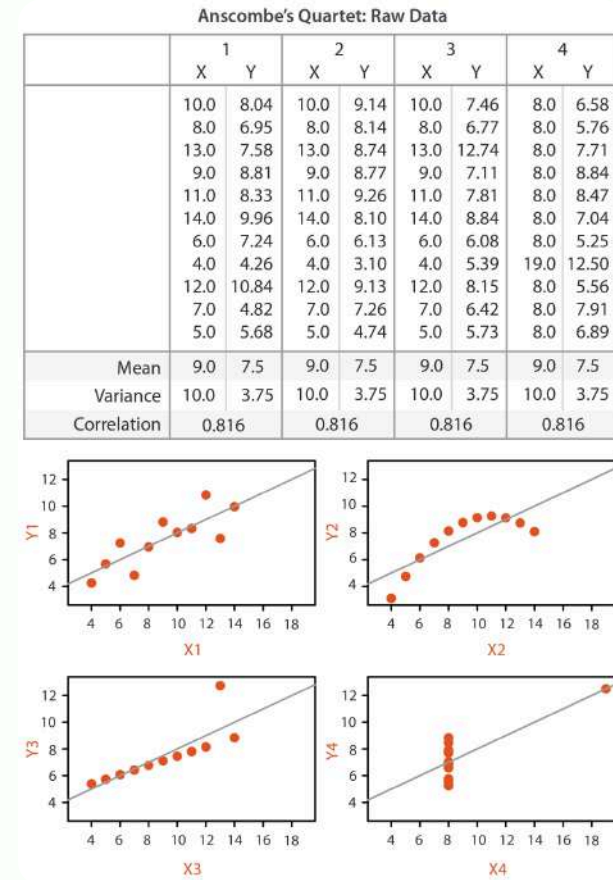 Anscombe's Quartet: Raw Data
1 2 3 4
X Y X Y X Y X Y
10.0 8.04 10.0 9.14 10.0 7.46 8.0 6.58
8.0 6.95 8.0 8.14 8.0 6.77 8.0 5.76
13.0 7.58 13.0 8.74 13.0 12.74 8.0 7.71
9.0 8.81 9.0 8.77 9.0 7.11 8.0 8.84
11.0 8.33 11.0 9.26 11.0 7.81 8.0 8.47
14.0 9.96 14.0 8.10 14.0 8.84 8.0 7.04
6.0 7.24 6.0 6.13 6.0 6.08 8.0 5.25
4.0 4.26 4.0 3.10 4.0 5.39 19.0 12.50
12.0 10.84 12.0 9.13 12.0 8.15 8.0 5.56
7.0 4.82 7.0 7.26 7.0 6.42 8.0 7.91
5.0 5.68 5.0 4.74 5.0 5.73 8.0 6.89
Mean 9.0 7.5 9.0 7.5 9.0 7.5 9.0 7.5
Variance 10.0 3.75 10.0 3.75 10.0 3.75 10.0 3.75
Correlation 0.816 0.816 0.816 0.816
Y1
12
10
8
6
4
4 6 8 10 12 14 16 18
X1
Y2
12
10
8
6
4
4 6 8 10 12 14 16 18
X2
Y3
12
10
8
6
4
4 6 8 10 12 14 16 18
X3
Y4
12
10
8
6
4
4 6 8 10 12 14 16 18
X4